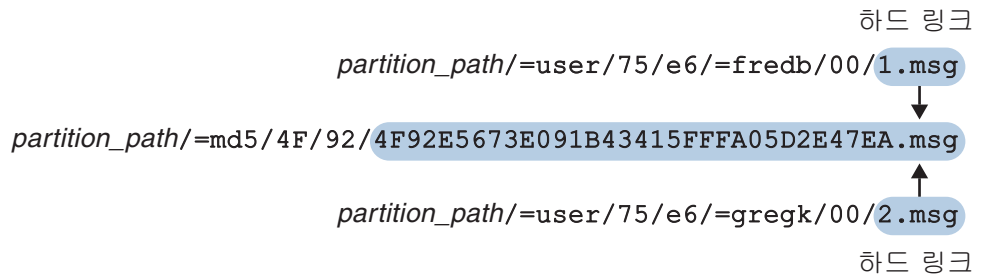 하드 링크
partition_path/=user/75/e6/=fredb/00/1.msg
partition_path/=md5/4F/92/4F92E5673E091B43415FFFA05D2E47EA.msg
partition_path/=user/75/e6/=gregk/00/2.msg
하드 링크